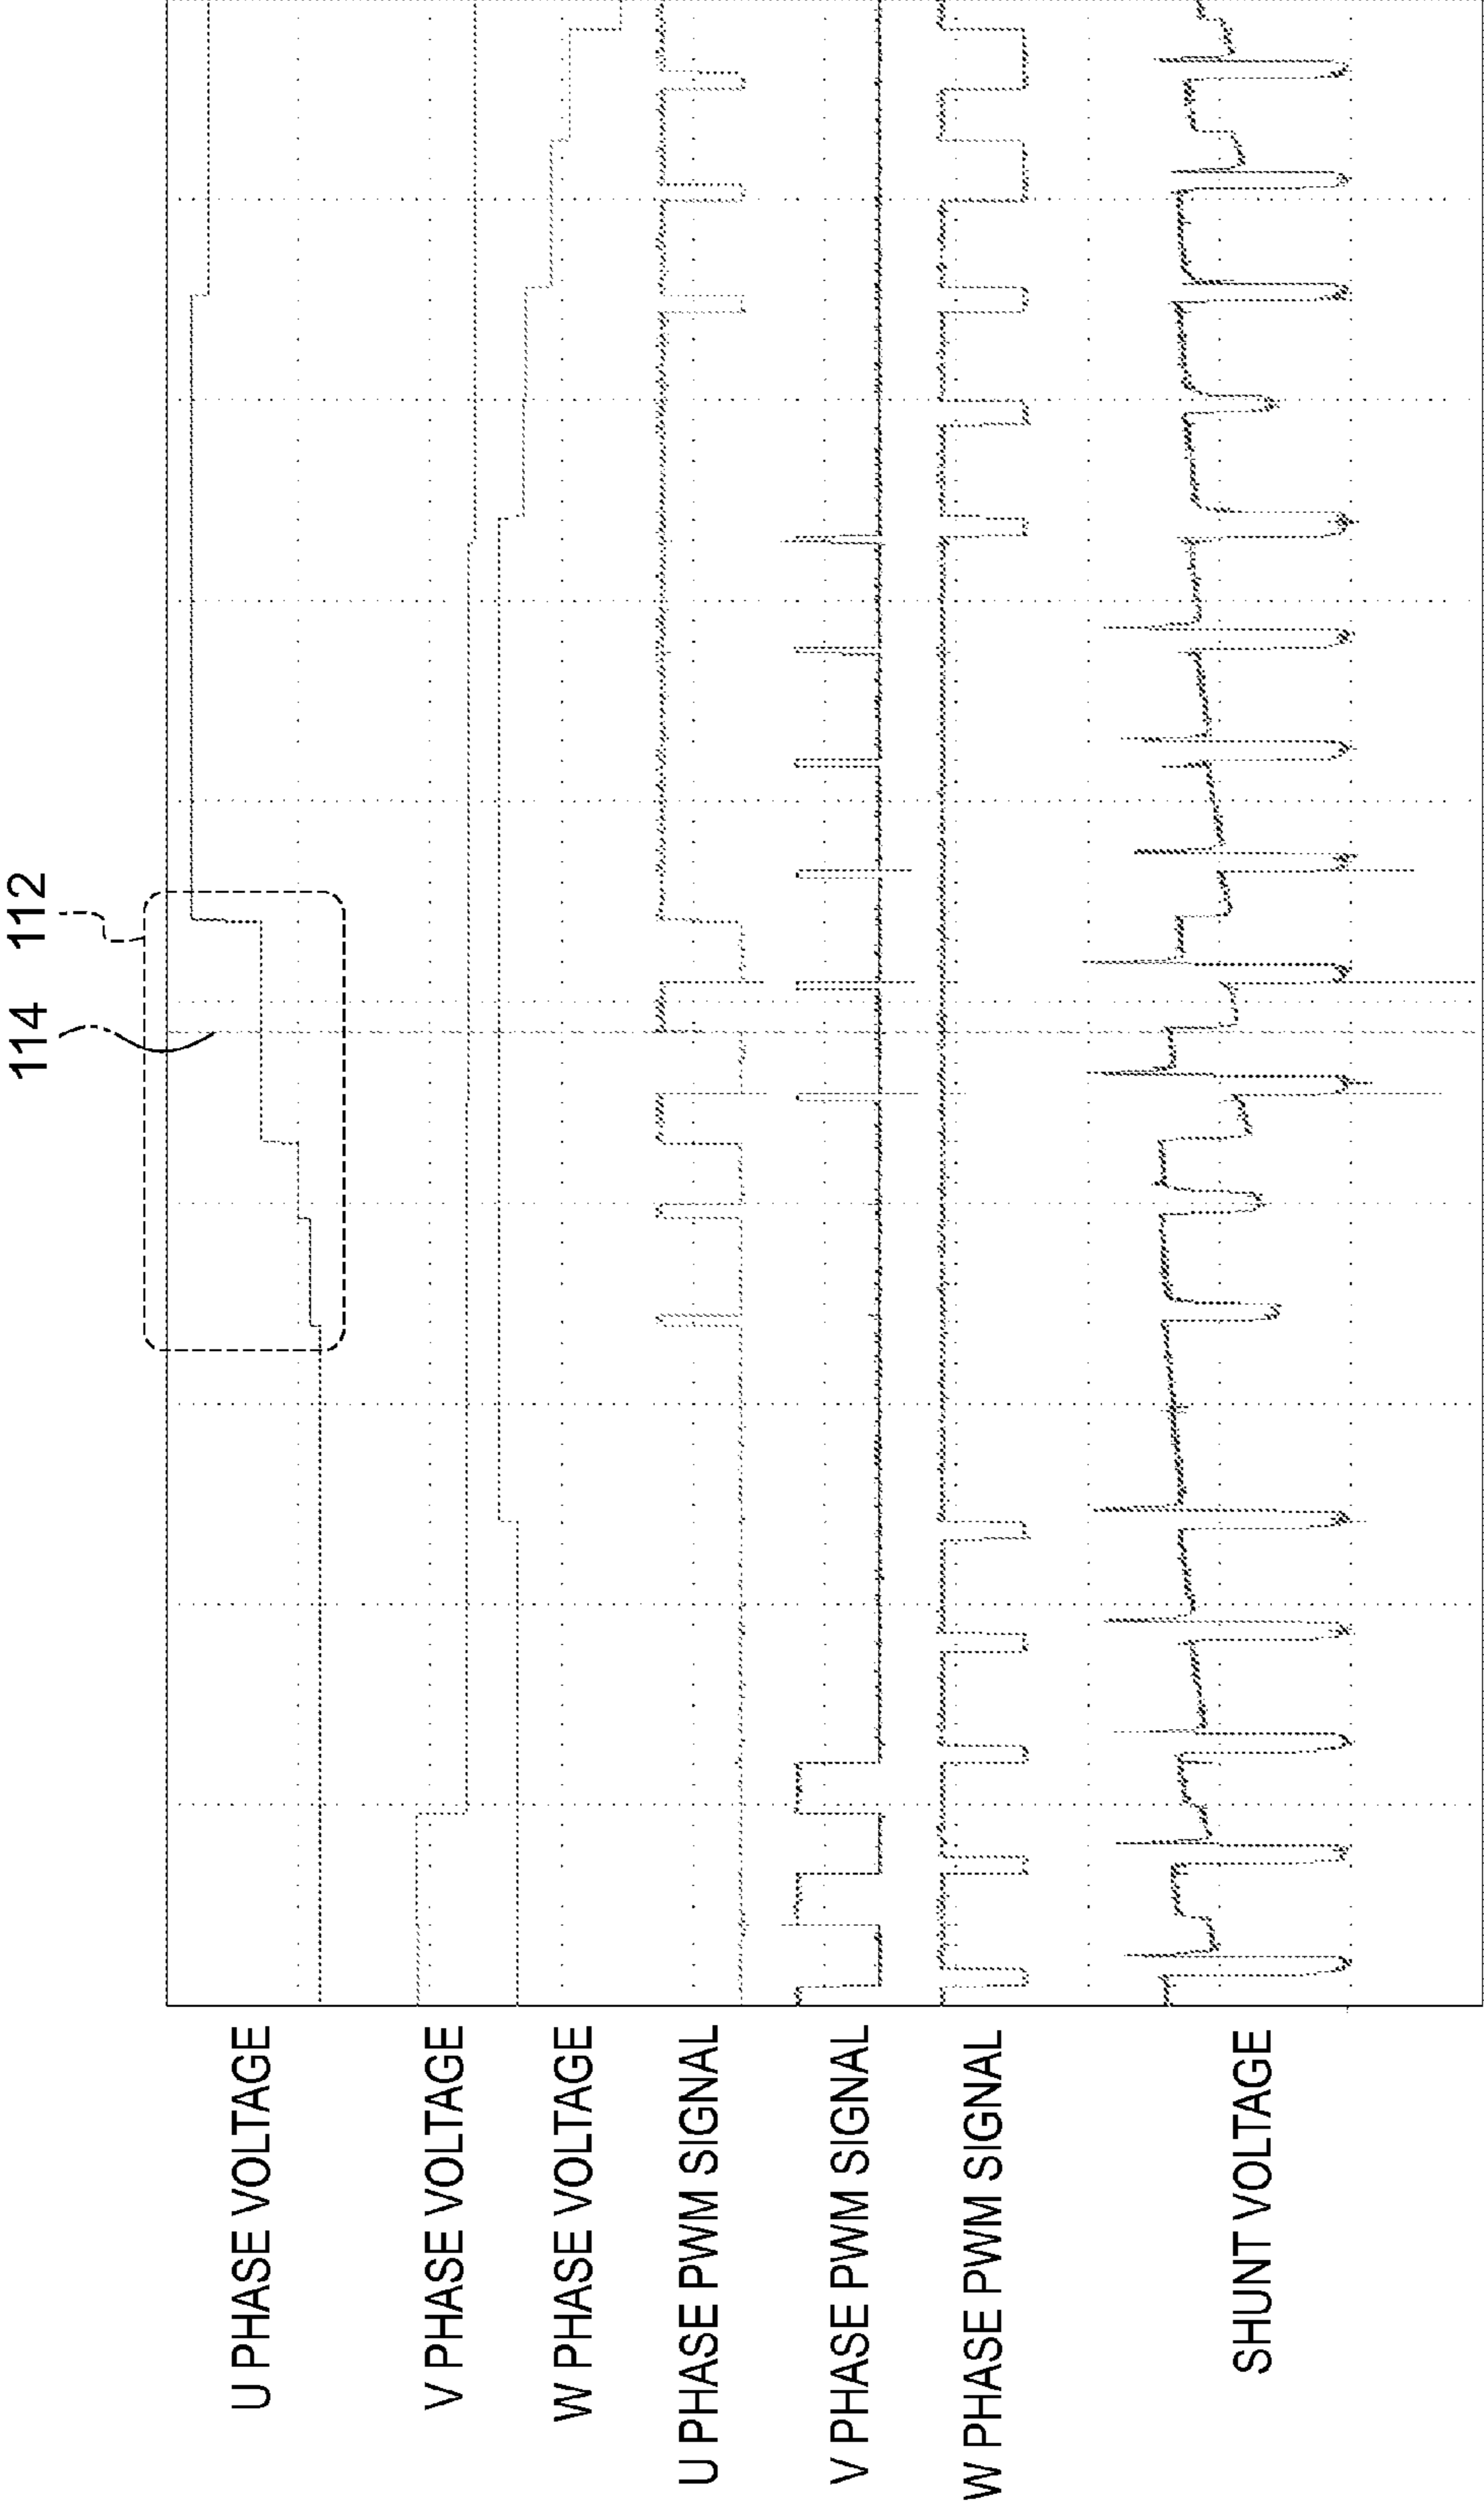 114 112
U PHASE VOLTAGE
V PHASE VOLTAGE
W PHASE VOLTAGE
U PHASE PWM SIGNAL
V PHASE PWM SIGNAL
W PHASE PWM SIGNAL
SHUNT VOLTAGE